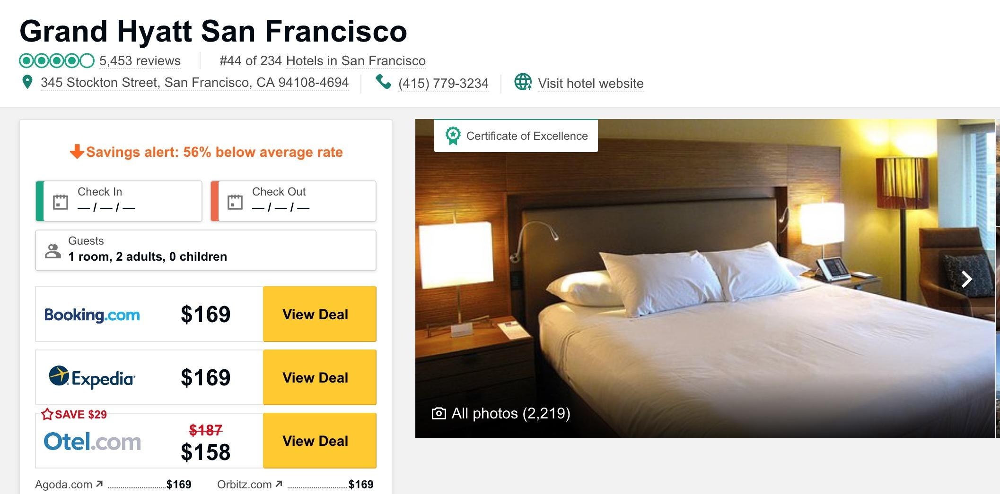 Grand Hyatt San Francisco
5,453 reviews #44 of 234 Hotels in San Francisco
345 Stockton Street, San Francisco, CA 94108-4694 (415) 779-3234 Visit hotel website
Savings alert: 56% below average rate
Check In
— / — / —
Check Out
— / — / —
Guests
1 room, 2 adults, 0 children
Booking.com $169 View Deal
Expedia $169 View Deal
SAVE $29
Otel.com $187 $158 View Deal
Agoda.com $169 Orbitz.com $169
Certificate of Excellence
All photos (2,219)